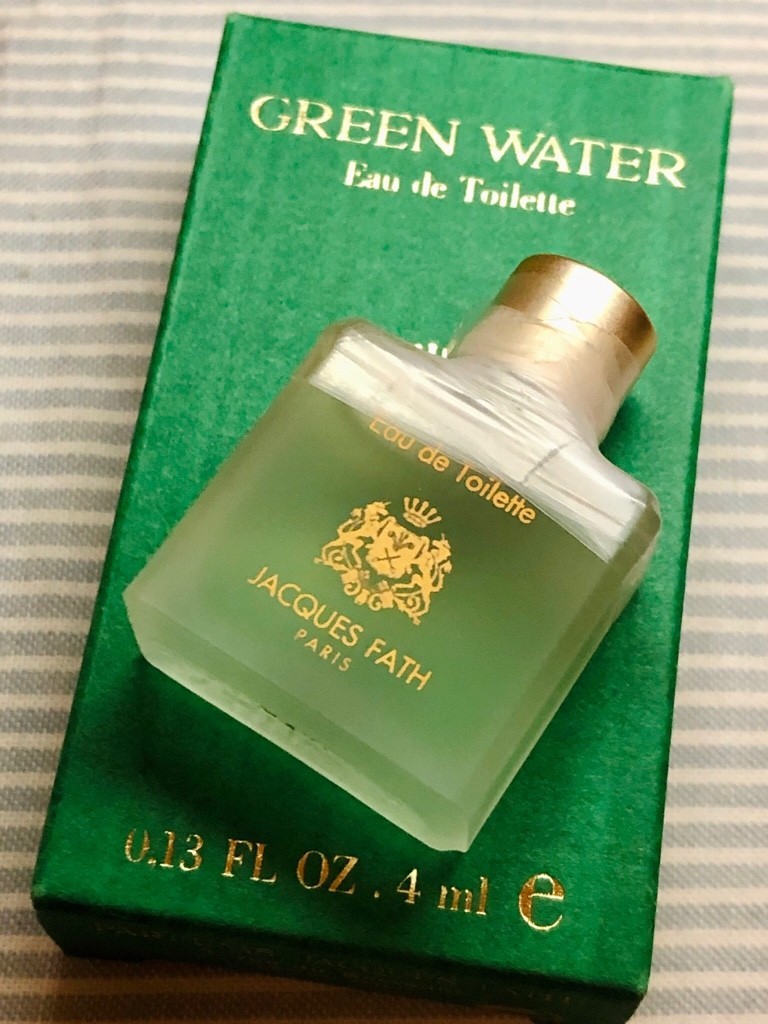 GREEN WATER
Eau de Toilette
Eau de Toilette
JACQUES FATH
PARIS
0.13 FL OZ . 4 ml e